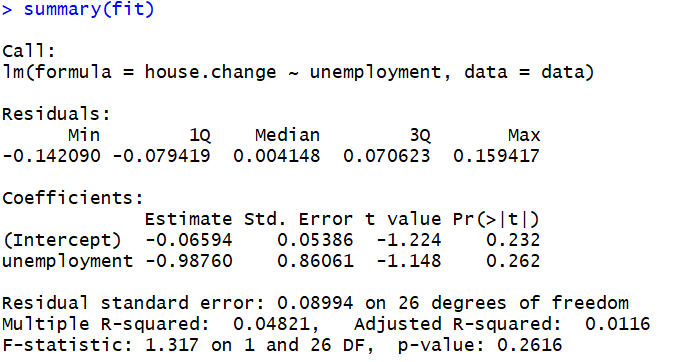 > summary(fit)
Call:
lm(formula = house.change ~ unemployment, data = data)
Residuals:
Min 1Q Median 3Q Max
-0.142090 -0.079419 0.004148 0.070623 0.159417
Coefficients:
Estimate Std. Error t value Pr(>|t|)
(Intercept) -0.06594 0.05386 -1.224 0.232
unemployment -0.98760 0.86061 -1.148 0.262
Residual standard error: 0.08994 on 26 degrees of freedom
Multiple R-squared: 0.04821, Adjusted R-squared: 0.0116
F-statistic: 1.317 on 1 and 26 DF, p-value: 0.2616